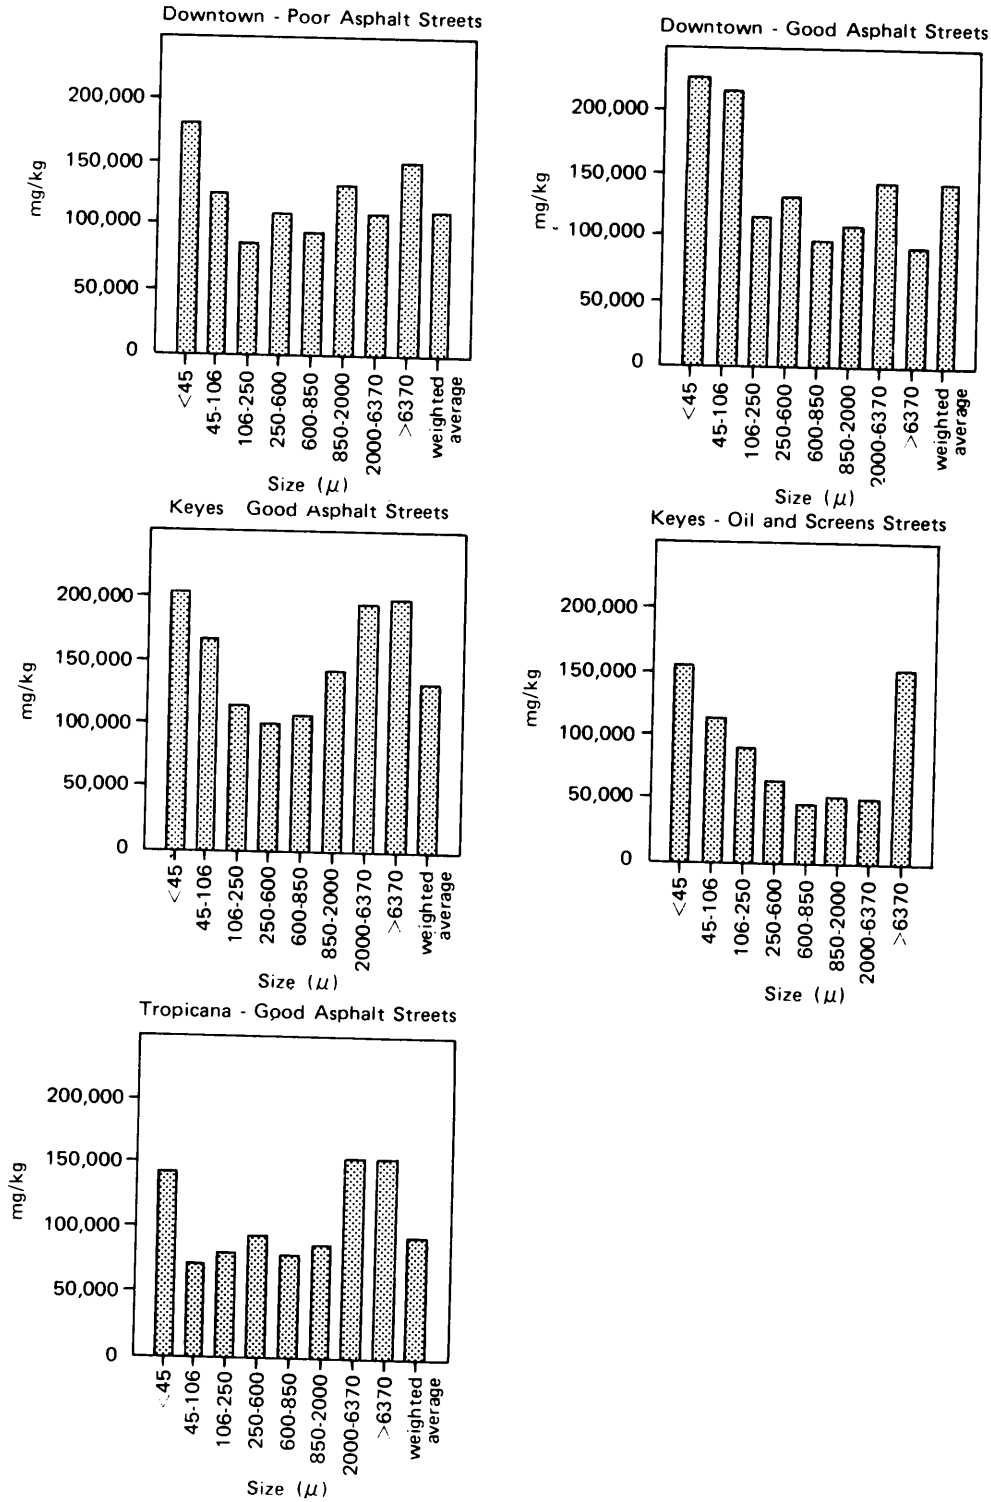 Downtown - Poor Asphalt Streets
200,000
150,000
100,000
50,000
0
mg/kg
<45
45-106
106-250
250-600
600-850
850-2000
2000-6370
>6370
weighted
average
Size (μ)
Downtown - Good Asphalt Streets
200,000
150,000
100,000
50,000
0
mg/kg
<45
45-106
106-250
250-600
600-850
850-2000
2000-6370
>6370
weighted
average
Size (μ)
Keyes Good Asphalt Streets
200,000
150,000
100,000
50,000
0
mg/kg
<45
45-106
106-250
250-600
600-850
850-2000
2000-6370
>6370
weighted
average
Size (μ)
Keyes - Oil and Screens Streets
200,000
150,000
100,000
50,000
0
mg/kg
<45
45-106
106-250
250-600
600-850
850-2000
2000-6370
>6370
Size (μ)
Tropicana - Good Asphalt Streets
200,000
150,000
100,000
50,000
0
mg/kg
<45
45-106
106-250
250-600
600-850
850-2000
2000-6370
>6370
weighted
average
Size (μ)